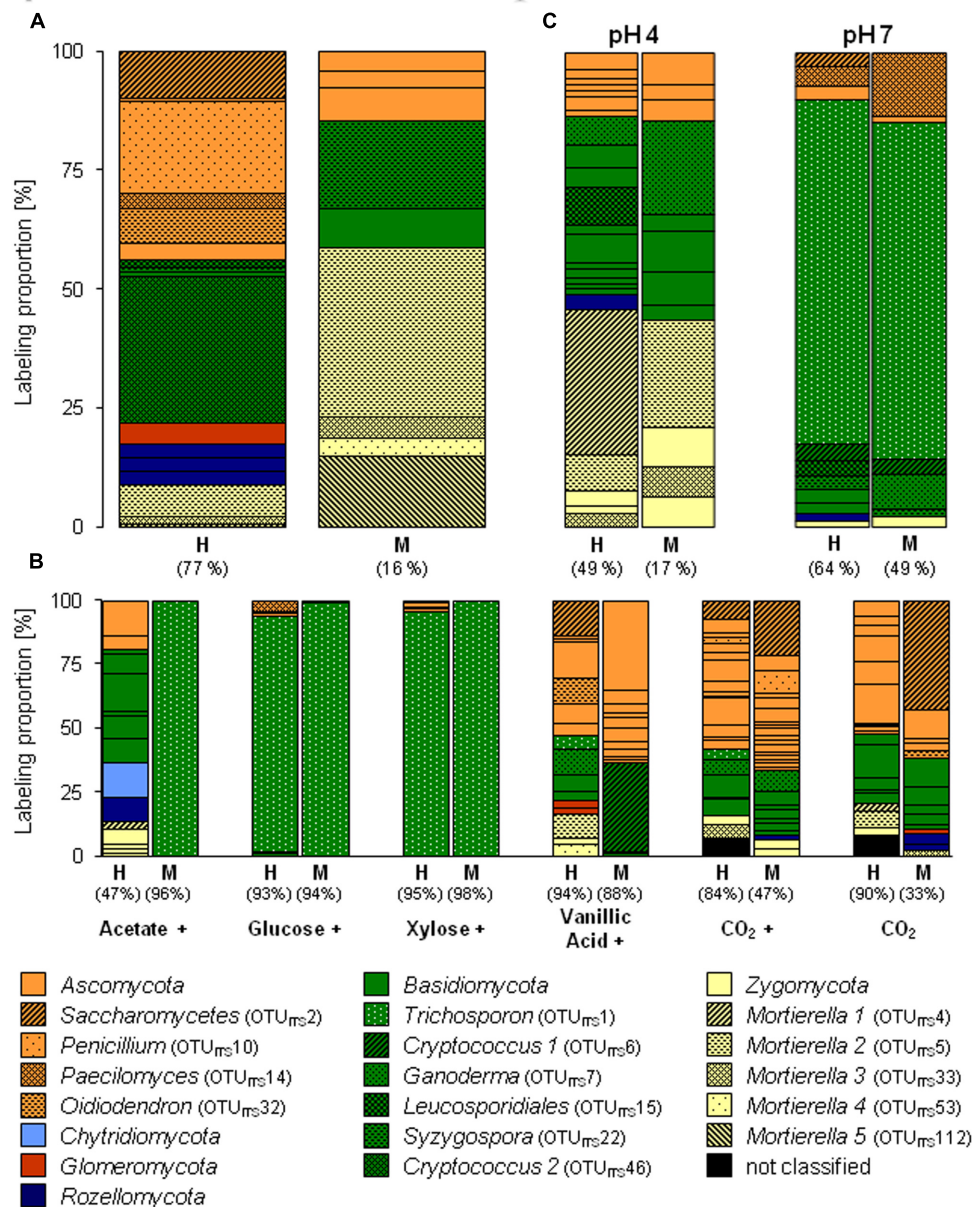 A
C
pH 4
pH 7
Labeling proportion [%]
100
75
50
25
0
H
M
H
M
H
M
(77 %)
(16 %)
(49 %)
(17 %)
(64 %)
(49 %)
B
Labeling proportion [%]
100
75
50
25
0
H M H M H M H M H M H M
(47%) (96%) (93%) (94%) (95%) (98%) (94%) (88%) (84%) (47%) (90%) (33%)
Acetate +
Glucose +
Xylose +
Vanillic
Acid +
CO2 +
CO2
Ascomycota
Saccharomycetes (OTUITS2)
Penicillium (OTUITS10)
Paecilomyces (OTUITS14)
Oidiodendron (OTUITS32)
Chytridiomycota
Glomeromycota
Rozellomycota
Basidiomycota
Trichosporon (OTUITS1)
Cryptococcus 1 (OTUITS6)
Ganoderma (OTUITS7)
Leucosporidiales (OTUITS15)
Syzygospora (OTUITS22)
Cryptococcus 2 (OTUITS46)
Zygomycota
Mortierella 1 (OTUITS4)
Mortierella 2 (OTUITS5)
Mortierella 3 (OTUITS33)
Mortierella 4 (OTUITS53)
Mortierella 5 (OTUITS112)
not classified